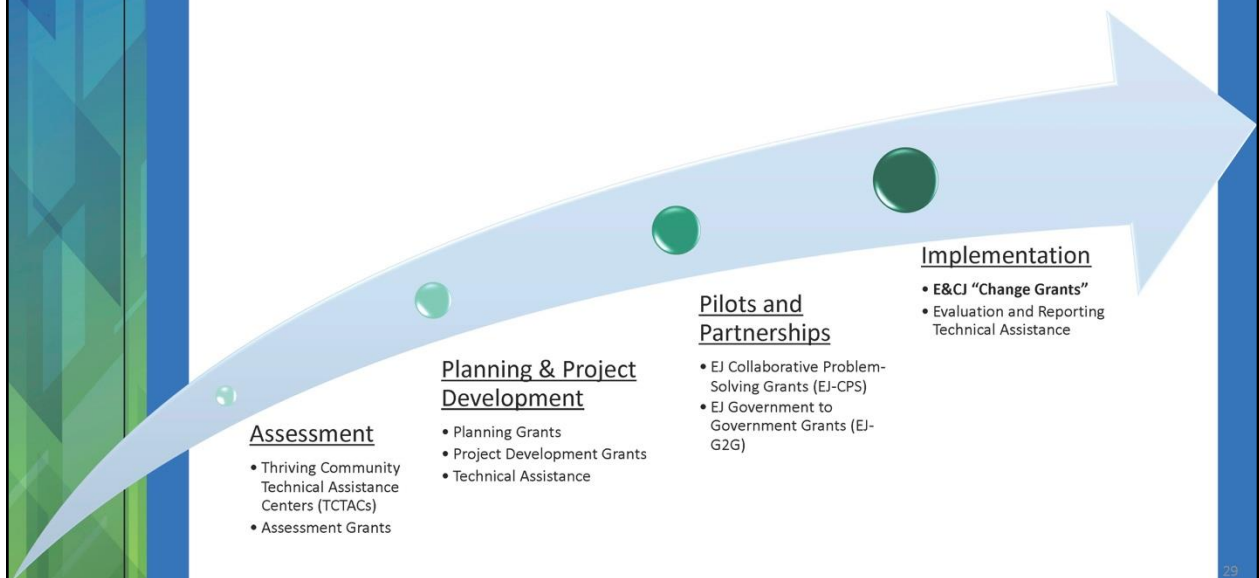 Assessment
• Thriving Community
Technical Assistance
Centers (TCTACs)
• Assessment Grants
Planning & Project
Development
• Planning Grants
• Project Development Grants
• Technical Assistance
Pilots and
Partnerships
• EJ Collaborative Problem-
Solving Grants (EJ-CPS)
• EJ Government to
Government Grants (EJ-
G2G)
Implementation
• E&CJ “Change Grants”
• Evaluation and Reporting
Technical Assistance
29